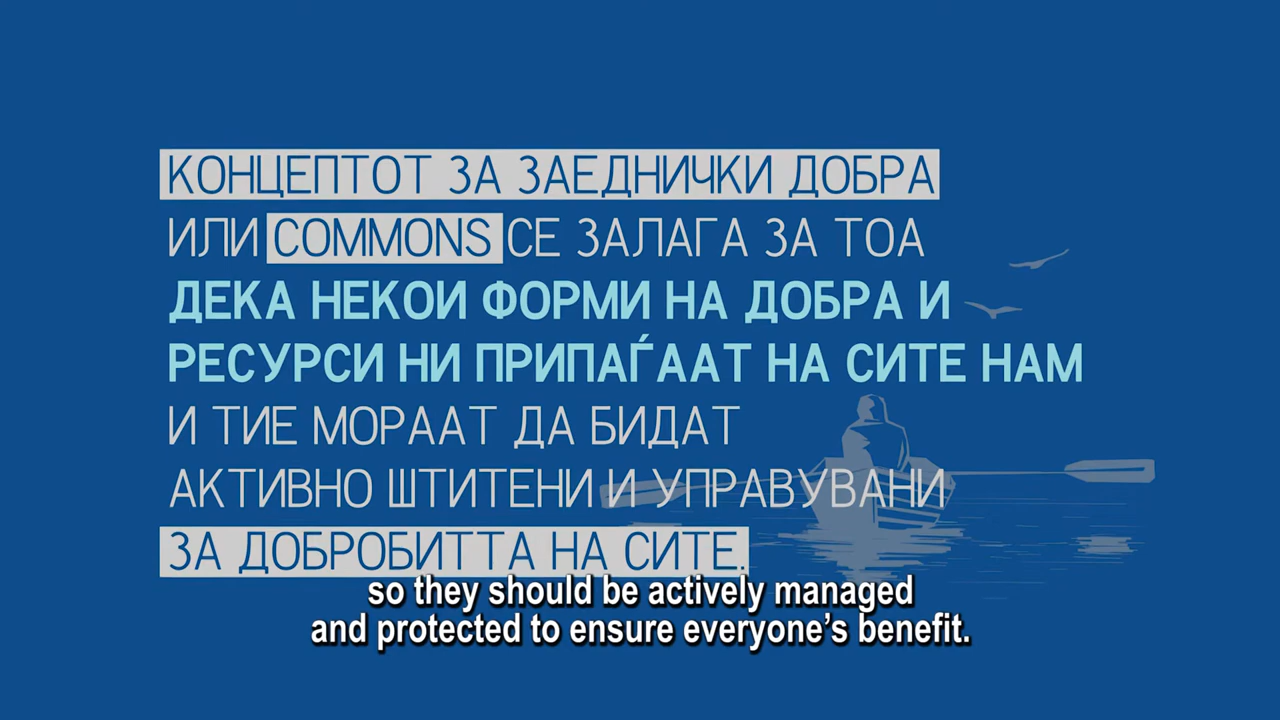 КОНЦЕПТОТ ЗА ЗАЕДНИЧКИ ДОБРА
ИЛИ COMMONS СЕ ЗАЛАГА ЗА ТОА
ДЕКА НЕКОИ ФОРМИ НА ДОБРА И
РЕСУРСИ НИ ПРИПАЃААТ НА СИТЕ НАМ
И ТИЕ МОРААТ ДА БИДАТ
АКТИВНО ШТИТЕНИ И УПРАВУВАНИ
ЗА ДОБРОБИТТА НА СИТЕ.
so they should be actively managed
and protected to ensure everyone's benefit.